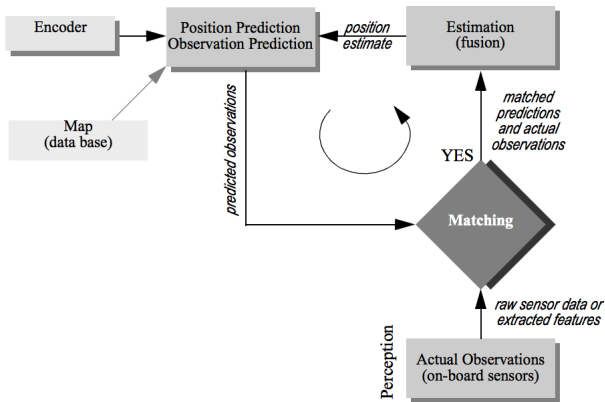 Encoder
Position Prediction
Observation Prediction
position
estimate
Estimation
(fusion)
Map
(data base)
predicted observations
matched
predictions
and actual
observations
YES
Matching
raw sensor data or
extracted features
Perception
Actual Observations
(on-board sensors)